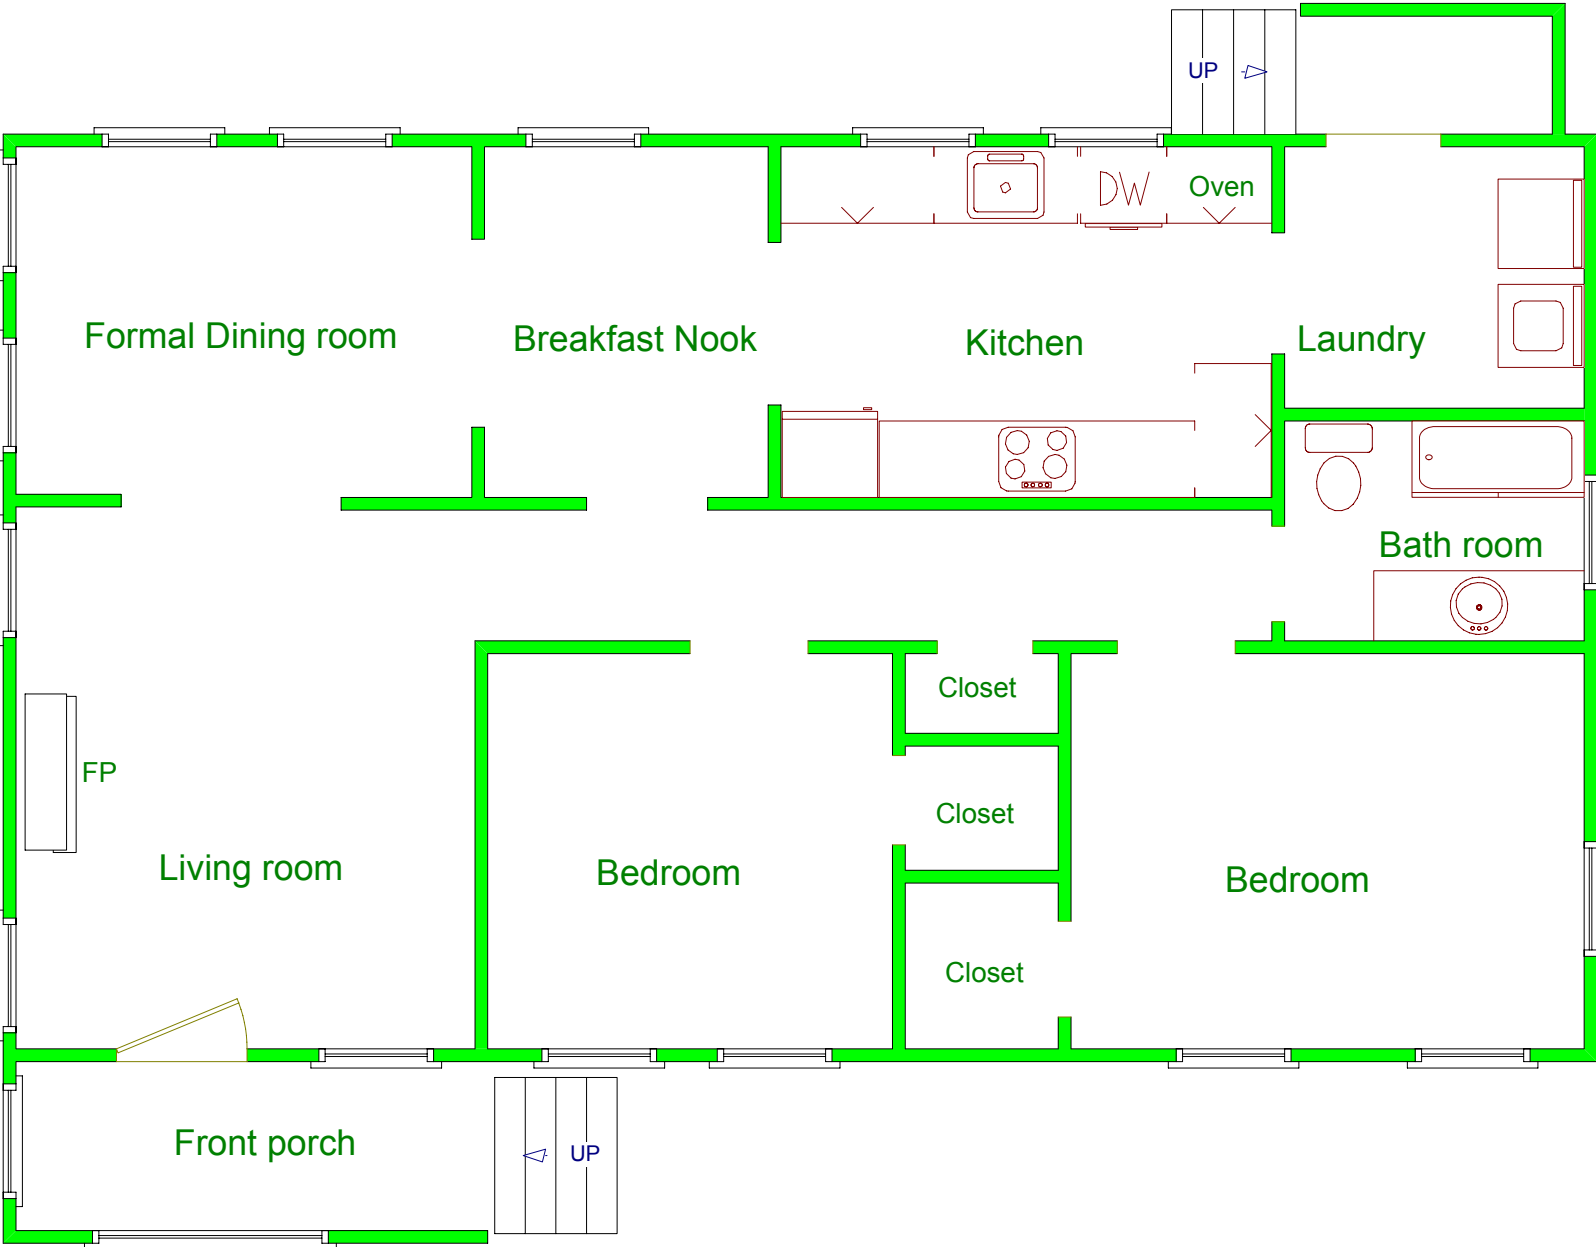 UP
DW
Oven
Formal Dining room
Breakfast Nook
Kitchen
Laundry
Bath room
Closet
FP
Closet
Living room
Bedroom
Bedroom
Closet
Front porch
UP